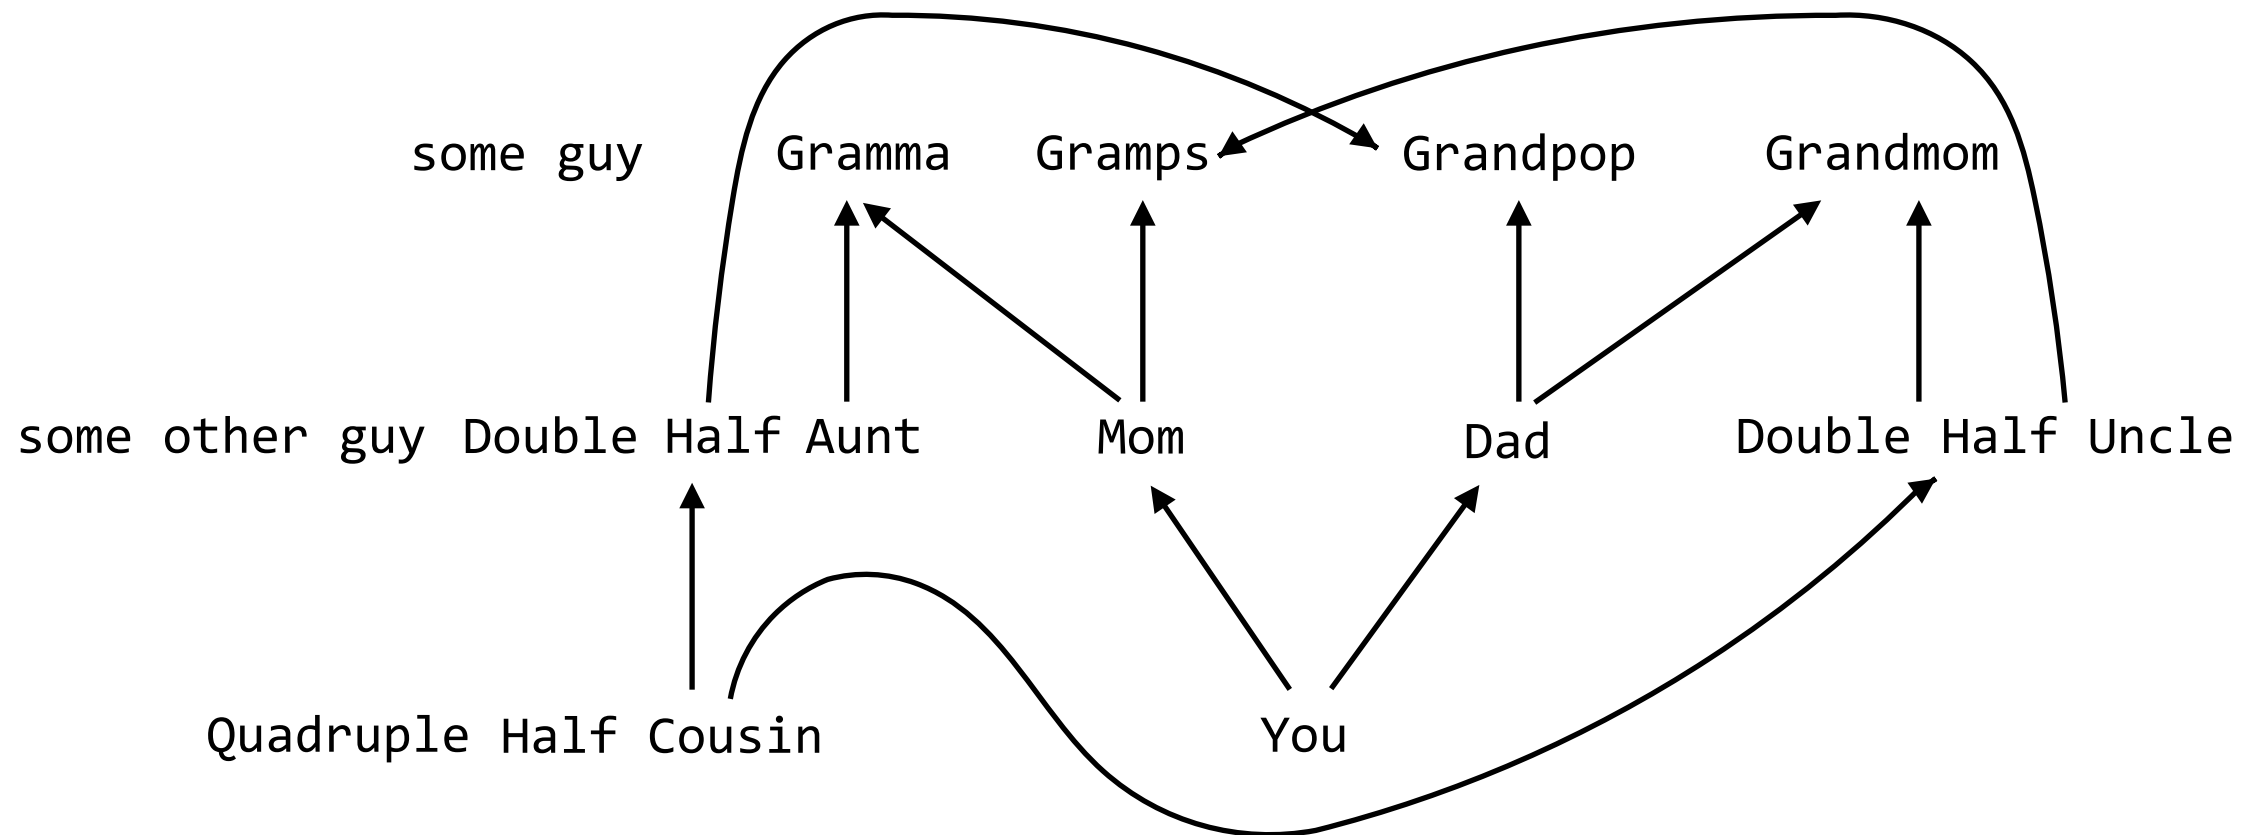 some guy Gramma Gramps Grandpop Grandmom
some other guy Double Half Aunt Mom Dad Double Half Uncle
Quadruple Half Cousin You